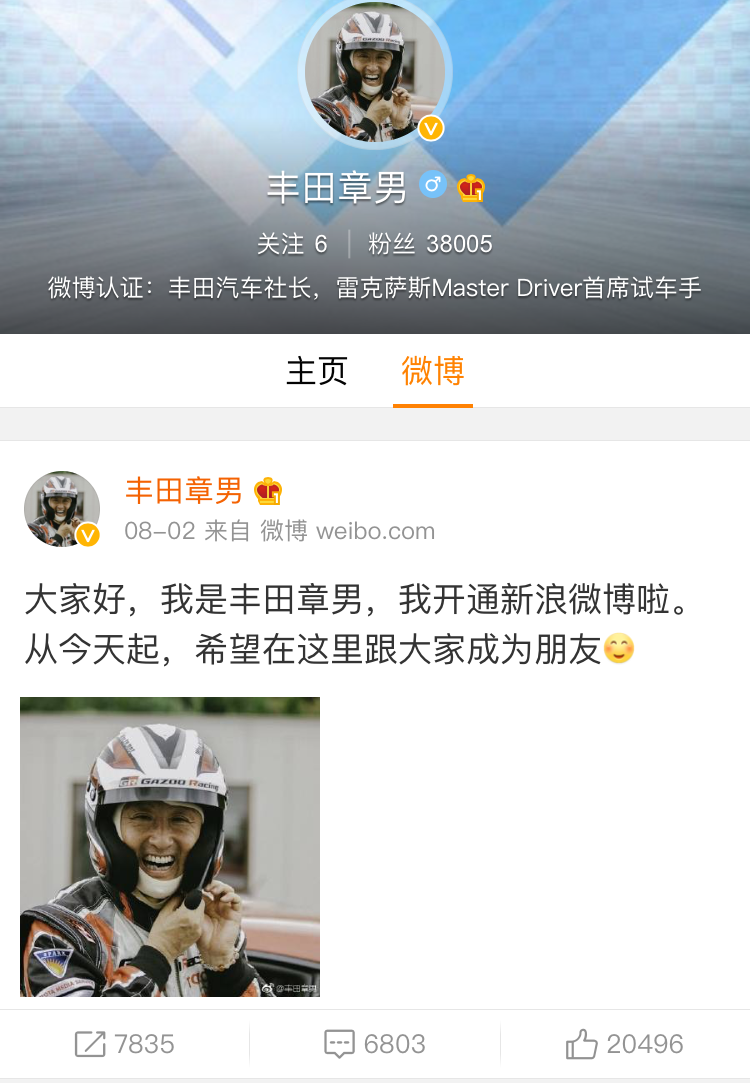 GAZOO Racing
丰田章男
关注 6 | 粉丝 38005
微博认证：丰田汽车社长，雷克萨斯Master Driver首席试车手
主页 微博
丰田章男
08-02 来自 微博 weibo.com
大家好，我是丰田章男，我开通新浪微博啦。
从今天起，希望在这里跟大家成为朋友
GR GAZOO Racing
@丰田章男
7835 6803 20496